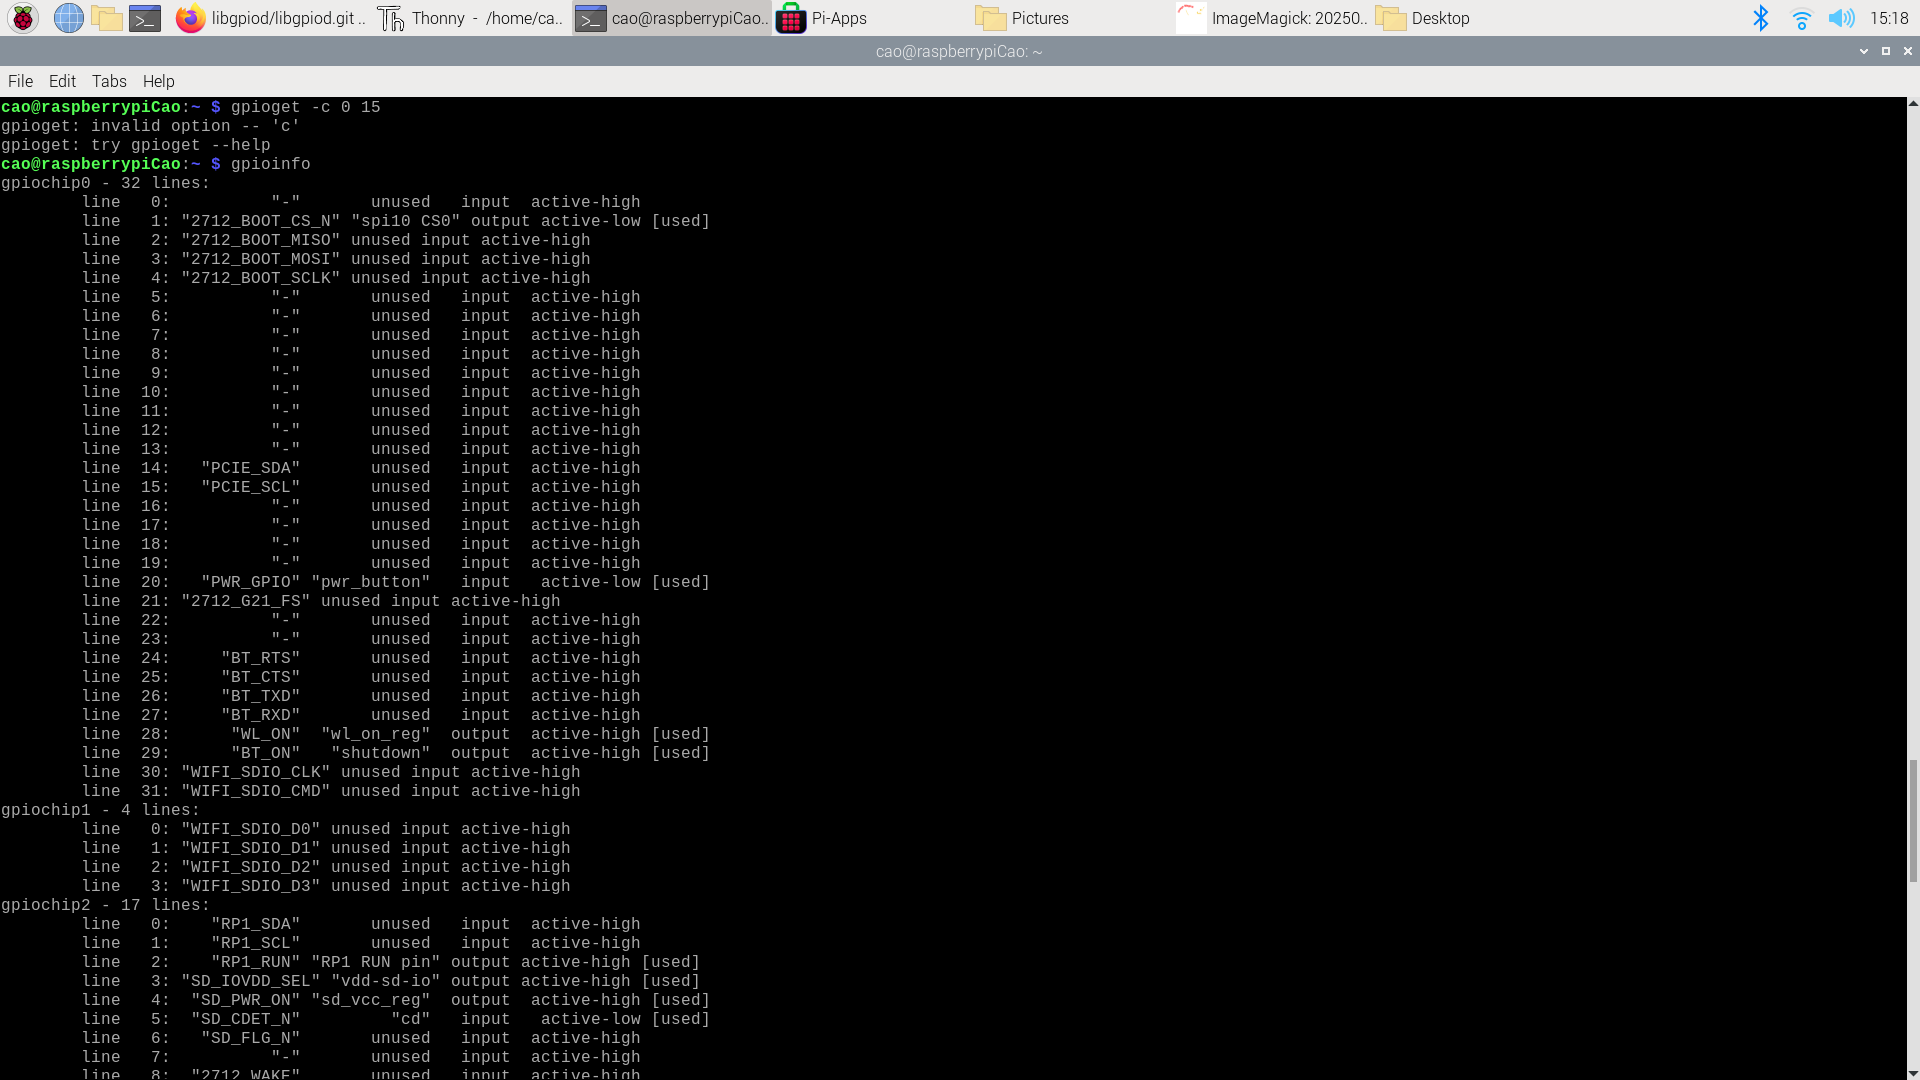 libgpiod/libgpiod.git .. Thonny - /home/ca.. cao@raspberrypiCao.. Pi-Apps Pictures ImageMagick: 20250.. Desktop 15:18
cao@raspberrypiCao: ~
File Edit Tabs Help
cao@raspberrypiCao:~ $ gpioget -c 0 15
gpioget: invalid option -- 'c'
gpioget: try gpioget --help
cao@raspberrypiCao:~ $ gpioinfo
gpiochip0 - 32 lines:
line 0: "-" unused input active-high
line 1: "2712_BOOT_CS_N" "spi10 CS0" output active-low [used]
line 2: "2712_BOOT_MISO" unused input active-high
line 3: "2712_BOOT_MOSI" unused input active-high
line 4: "2712_BOOT_SCLK" unused input active-high
line 5: "-" unused input active-high
line 6: "-" unused input active-high
line 7: "-" unused input active-high
line 8: "-" unused input active-high
line 9: "-" unused input active-high
line 10: "-" unused input active-high
line 11: "-" unused input active-high
line 12: "-" unused input active-high
line 13: "-" unused input active-high
line 14: "PCIE_SDA" unused input active-high
line 15: "PCIE_SCL" unused input active-high
line 16: "-" unused input active-high
line 17: "-" unused input active-high
line 18: "-" unused input active-high
line 19: "-" unused input active-high
line 20: "PWR_GPIO" "pwr_button" input active-low [used]
line 21: "2712_G21_FS" unused input active-high
line 22: "-" unused input active-high
line 23: "-" unused input active-high
line 24: "BT_RTS" unused input active-high
line 25: "BT_CTS" unused input active-high
line 26: "BT_TXD" unused input active-high
line 27: "BT_RXD" unused input active-high
line 28: "WL_ON" "wl_on_reg" output active-high [used]
line 29: "BT_ON" "shutdown" output active-high [used]
line 30: "WIFI_SDIO_CLK" unused input active-high
line 31: "WIFI_SDIO_CMD" unused input active-high
gpiochip1 - 4 lines:
line 0: "WIFI_SDIO_D0" unused input active-high
line 1: "WIFI_SDIO_D1" unused input active-high
line 2: "WIFI_SDIO_D2" unused input active-high
line 3: "WIFI_SDIO_D3" unused input active-high
gpiochip2 - 17 lines:
line 0: "RP1_SDA" unused input active-high
line 1: "RP1_SCL" unused input active-high
line 2: "RP1_RUN" "RP1 RUN pin" output active-high [used]
line 3: "SD_IOVDD_SEL" "vdd-sd-io" output active-high [used]
line 4: "SD_PWR_ON" "sd_vcc_reg" output active-high [used]
line 5: "SD_CDET_N" "cd" input active-low [used]
line 6: "SD_FLG_N" unused input active-high
line 7: "-" unused input active-high
line 8: "2712_WAKE" unused input active-high